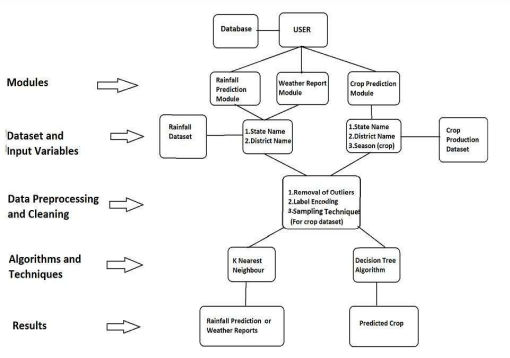 Database
USER
Modules
Rainfall
Prediction
Module
Weather Report
Module
Crop Prediction
Module
Dataset and
Input Variables
Rainfall
Dataset
1.State Name
2.District Name
1.State Name
2.District Name
3.Season (crop)
Crop
Production
Dataset
Data Preprocessing
and Cleaning
1.Removal of Outliers
2.Label Encoding
3.Sampling Technique
(For crop dataset)
Algorithms and
Techniques
K Nearest
Neighbour
Decision Tree
Algorithm
Results
Rainfall Prediction or
Weather Reports
Predicted Crop